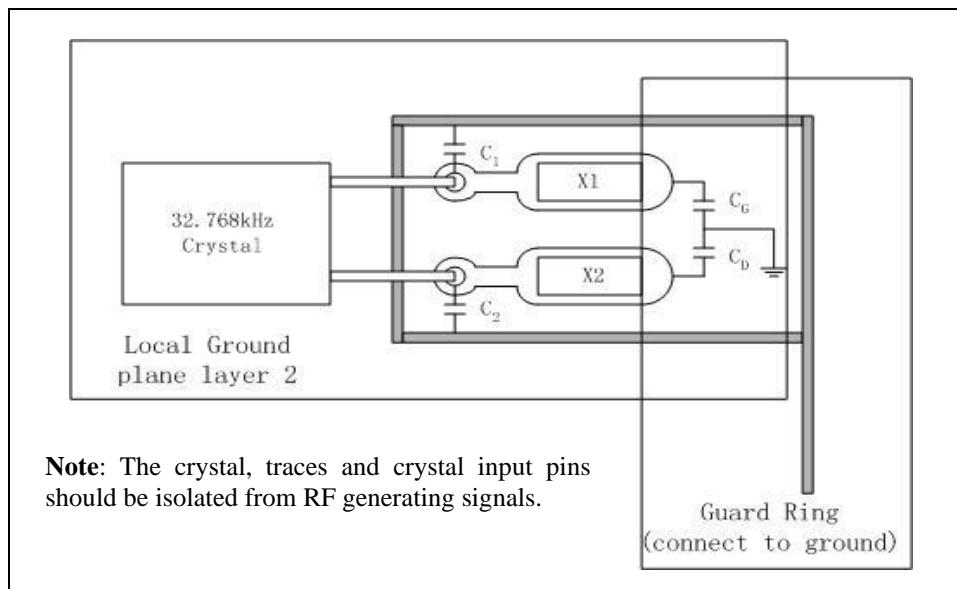 C1
X1
CG
32.768kHz
Crystal
CD
X2
C2
Local Ground
plane layer 2
Note: The crystal, traces and crystal input pins
should be isolated from RF generating signals.
Guard Ring
(connect to ground)